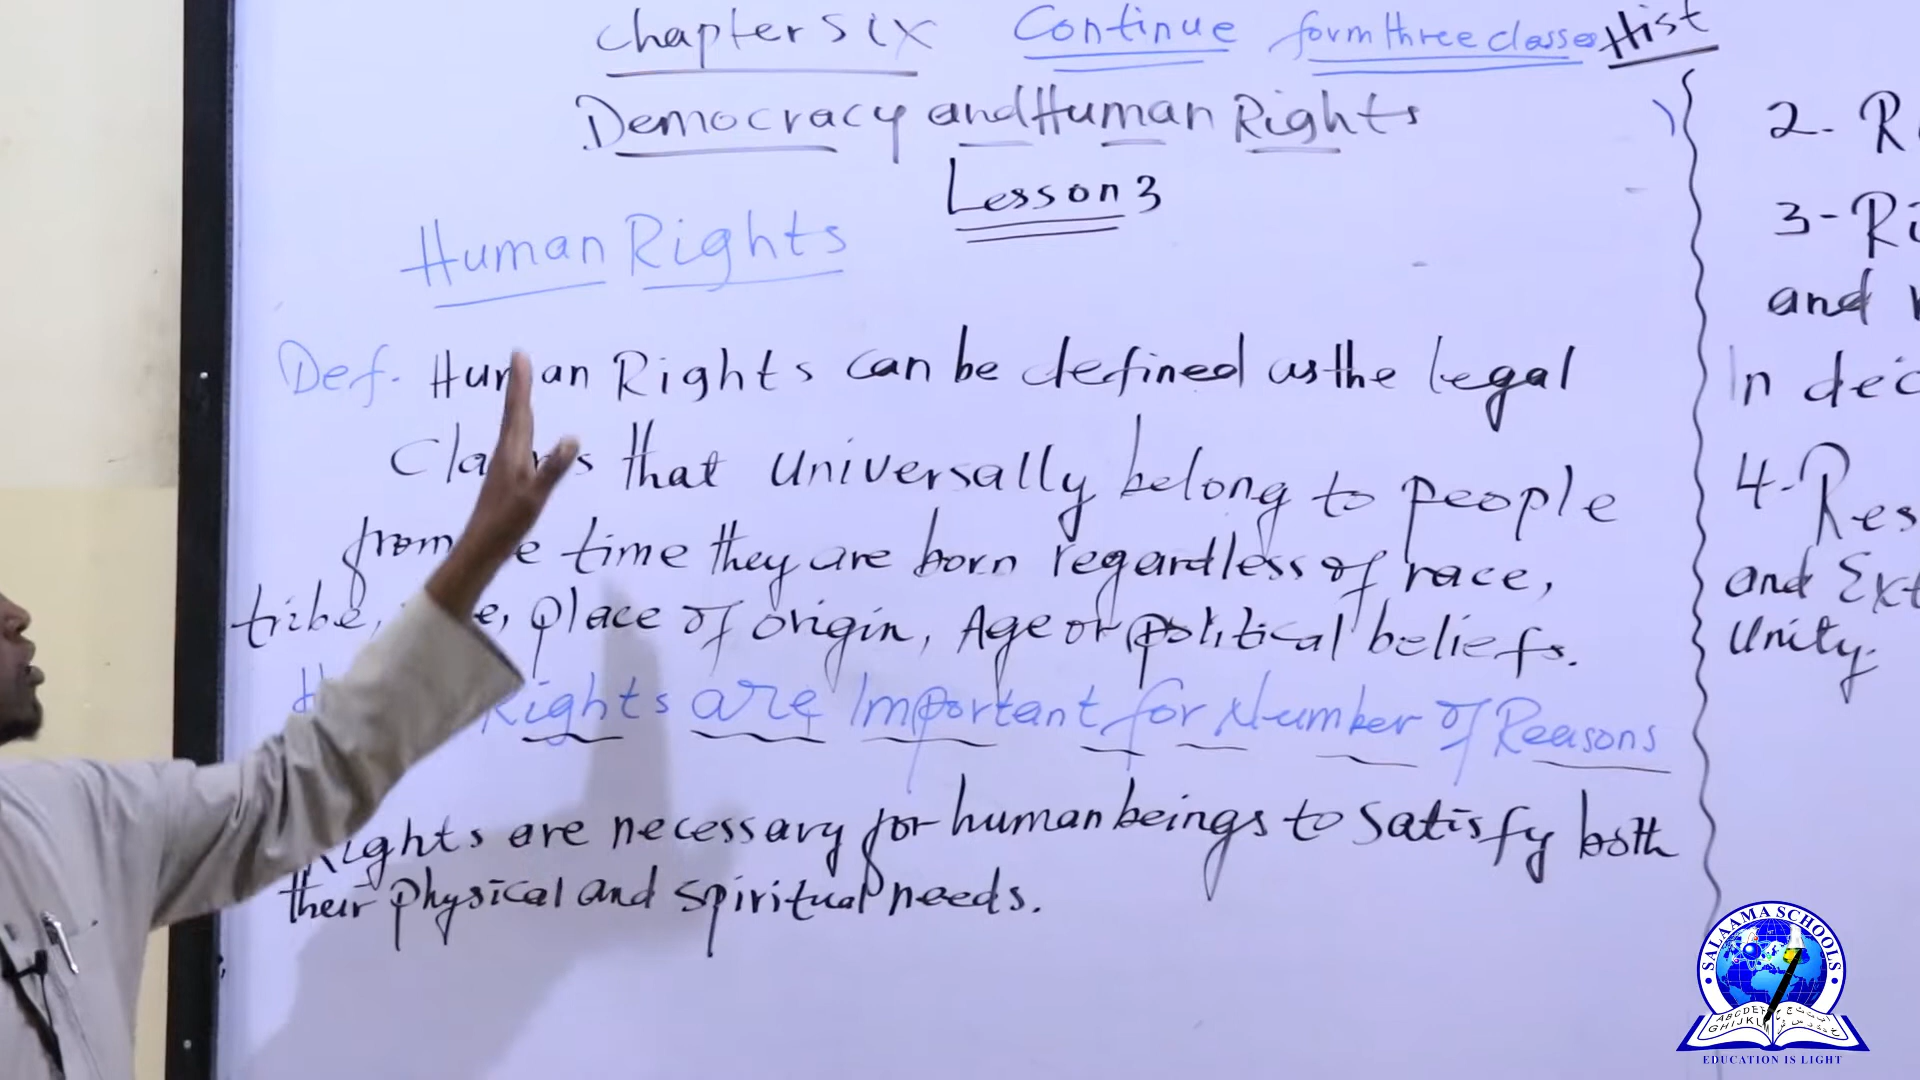 Chapter six Continue form three classes Hist
Democracy and Human Rights
Lesson 3
Human Rights
Def. Human Rights can be defined as the legal
Claims that universally belong to people
from the time they are born regardless of race,
tribe, place of origin, Age or political beliefs.
Rights are Important for Number of Reasons
Rights are necessary for human beings to satisfy both
their physical and spiritual needs.
2- R
3- Ri
and
In dec
4- Res
and Ext
Unity.
SALAAMA SCHOOLS
ABCDEF
GHIJKL
EDUCATION IS LIGHT